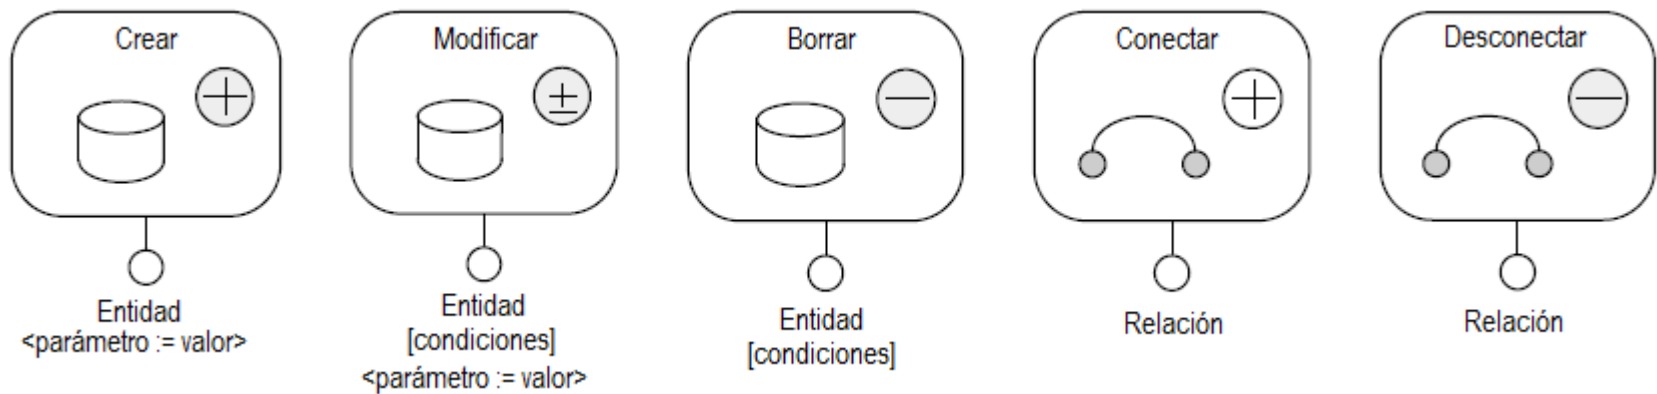 Crear
Modificar
Borrar
Conectar
Desconectar
Entidad
<parámetro := valor>
Entidad
[condiciones]
<parámetro := valor>
Entidad
[condiciones]
Relación
Relación